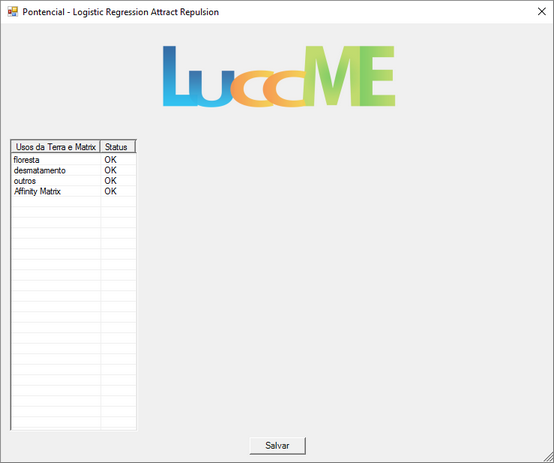 Pontencial - Logistic Regression Attract Repulsion
LuccME
Usos da Terra e Matrix Status
floresta OK
desmatamento OK
outros OK
Affinity Matrix OK
Salvar